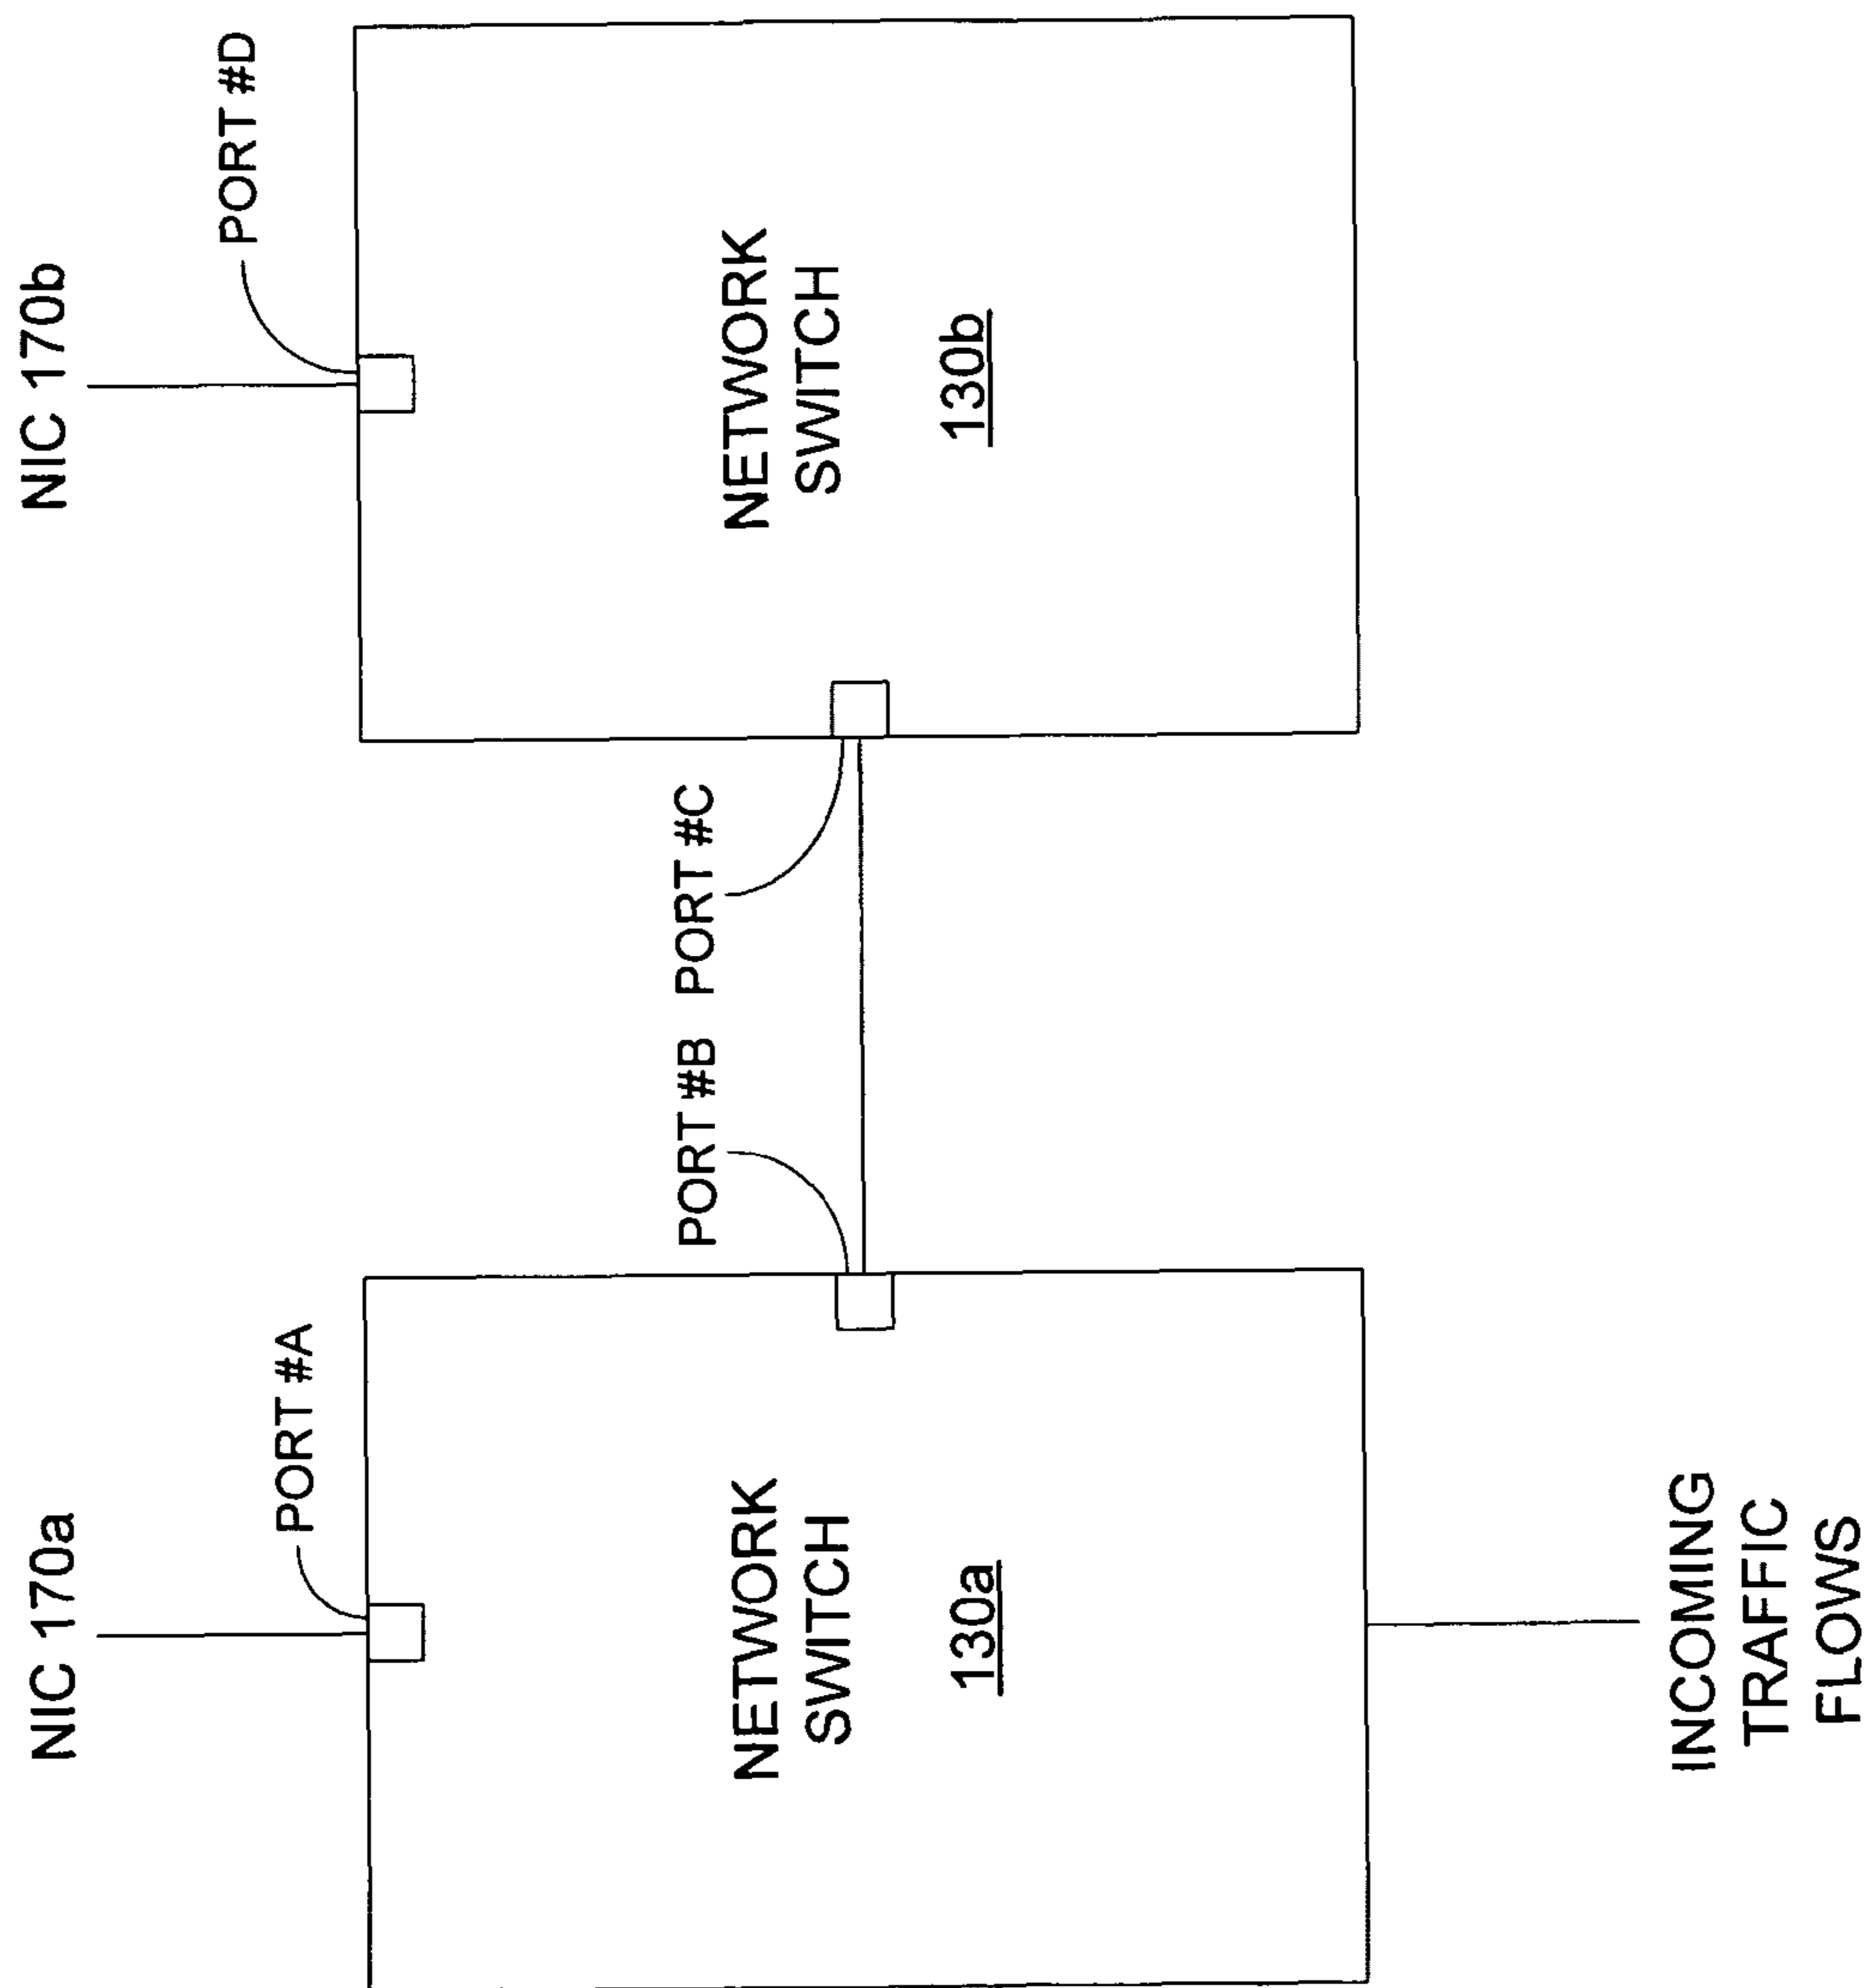 NIC 170a
NIC 170b
PORT #A
PORT #D
PORT #B
PORT #C
NETWORK
SWITCH
130a
NETWORK
SWITCH
130b
INCOMING
TRAFFIC
FLOWS